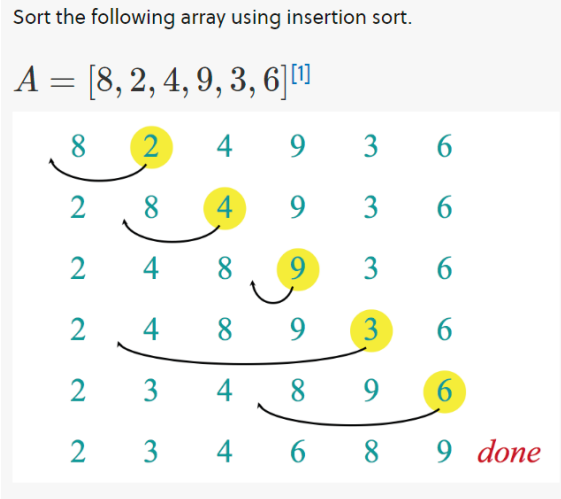 Sort the following array using insertion sort.
A = [8, 2, 4, 9, 3, 6][1]
8 2 4 9 3 6
2 8 4 9 3 6
2 4 8 9 3 6
2 4 8 9 3 6
2 3 4 8 9 6
2 3 4 6 8 9 done